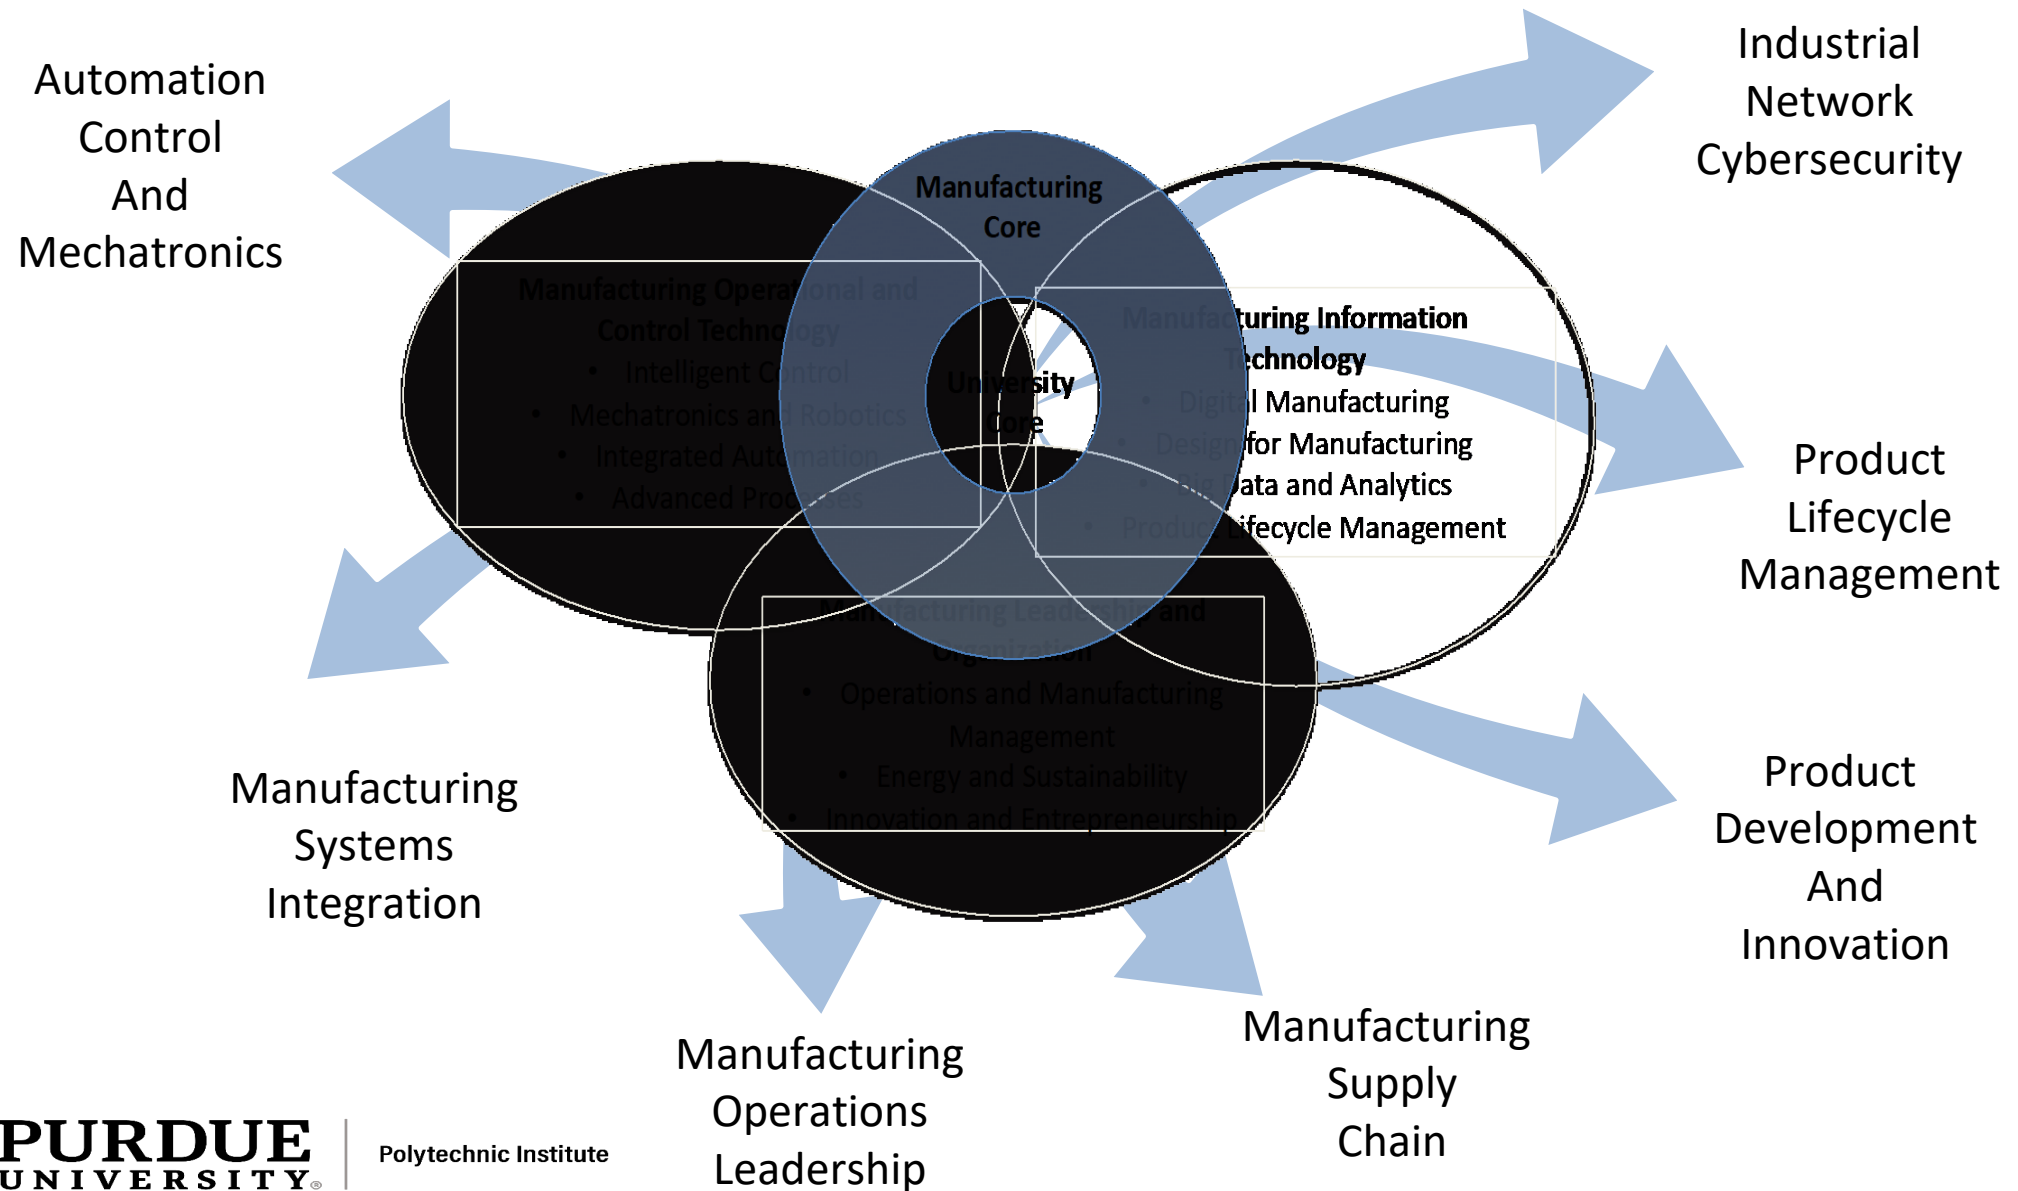 Automation
Control
And
Mechatronics
Industrial
Network
Cybersecurity
Manufacturing
Core
Manufacturing Operational and
Control Technology
• Intelligent Control
• Mechatronics and Robotics
• Integrated Automation
• Advanced Processes
University
Core
Manufacturing Information
Technology
• Digital Manufacturing
• Design for Manufacturing
• Big Data and Analytics
• Product Lifecycle Management
Manufacturing Leadership and
Organization
• Operations and Manufacturing
Management
• Energy and Sustainability
• Innovation and Entrepreneurship
Product
Lifecycle
Management
Product
Development
And
Innovation
Manufacturing
Systems
Integration
Manufacturing
Operations
Leadership
Manufacturing
Supply
Chain
PURDUE
UNIVERSITY®
Polytechnic Institute